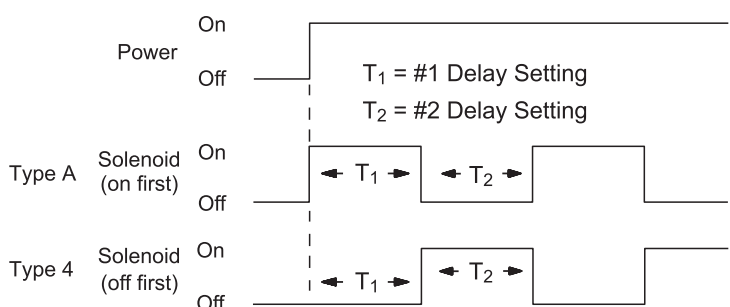 On
Power
Off
T₁ = #1 Delay Setting
T₂ = #2 Delay Setting
Type A
Solenoid
(on first)
On
Off
T₁
T₂
Type 4
Solenoid
(off first)
On
Off
T₁
T₂